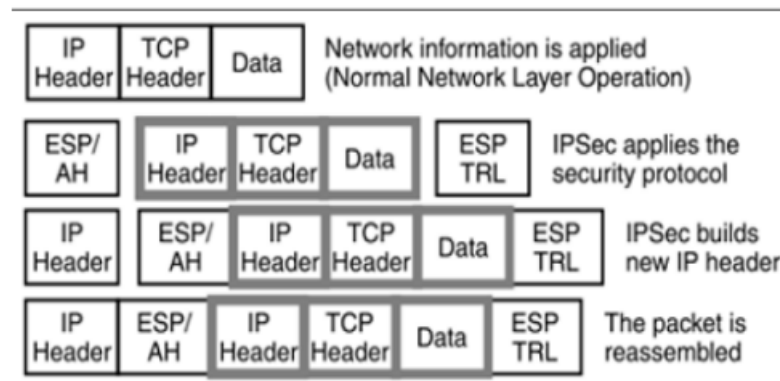 IP Header TCP Header Data Network information is applied (Normal Network Layer Operation)
ESP/ AH IP Header TCP Header Data ESP TRL IPSec applies the security protocol
IP Header ESP/ AH IP Header TCP Header Data ESP TRL IPSec builds new IP header
IP Header ESP/ AH IP Header TCP Header Data ESP TRL The packet is reassembled